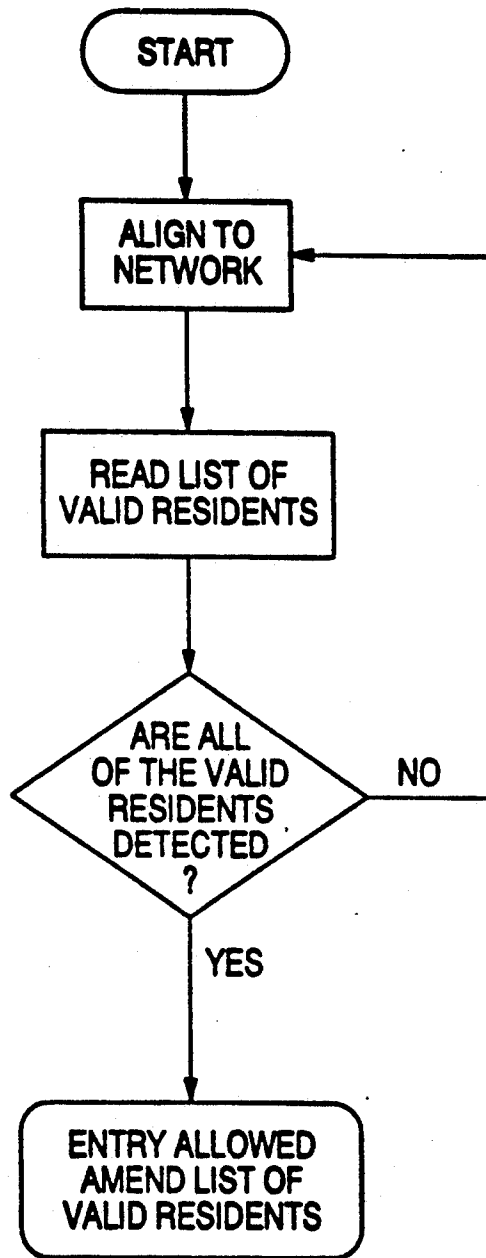 START
ALIGN TO
NETWORK
READ LIST OF
VALID RESIDENTS
ARE ALL
OF THE VALID
RESIDENTS
DETECTED
?
NO
YES
ENTRY ALLOWED
AMEND LIST OF
VALID RESIDENTS